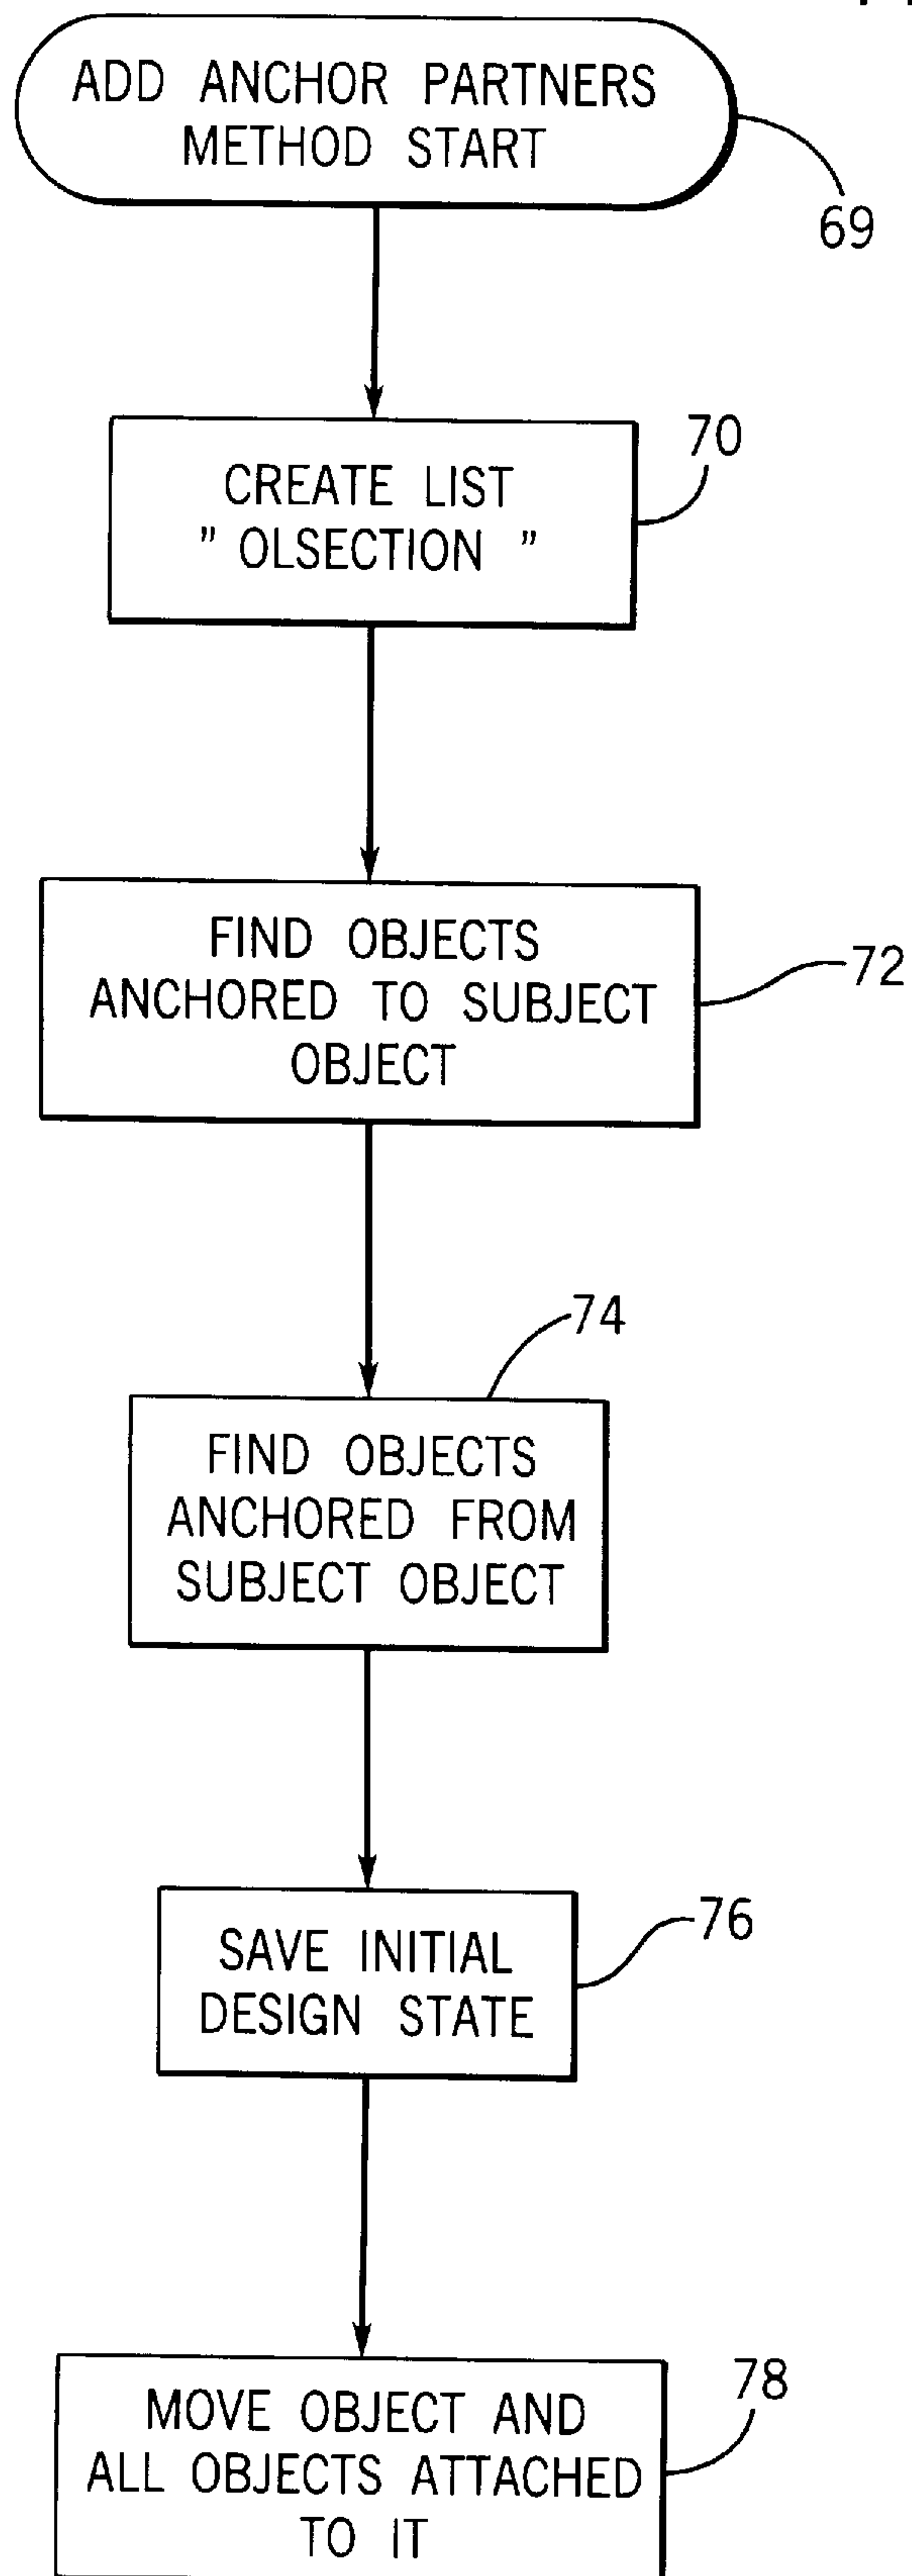 ADD ANCHOR PARTNERS
METHOD START
69
CREATE LIST
" OLSECTION "
70
FIND OBJECTS
ANCHORED TO SUBJECT
OBJECT
72
74
FIND OBJECTS
ANCHORED FROM
SUBJECT OBJECT
SAVE INITIAL
DESIGN STATE
76
MOVE OBJECT AND
ALL OBJECTS ATTACHED
TO IT
78